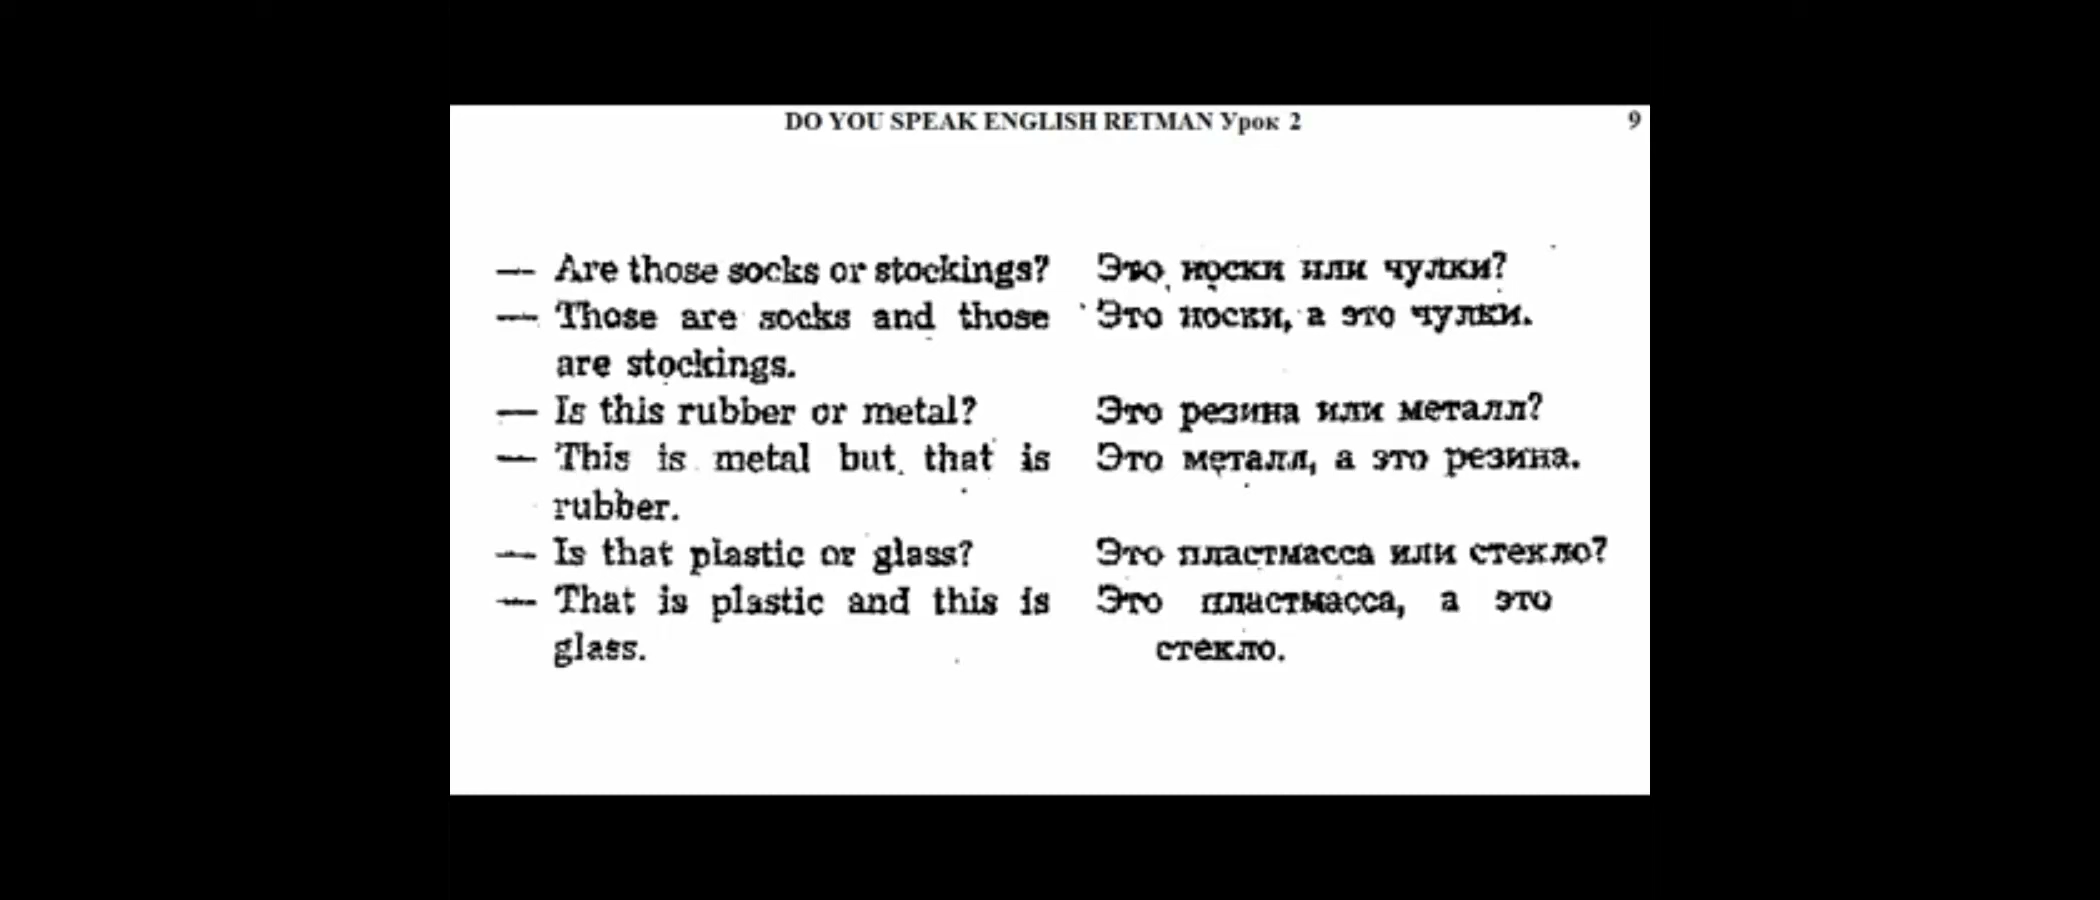 DO YOU SPEAK ENGLISH RETMAN Урок 2 9
— Are those socks or stockings? Это носки или чулки?
— Those are socks and those Это носки, а это чулки.
are stockings.
— Is this rubber or metal? Это резина или металл?
— This is metal but that is Это металл, а это резина.
rubber.
— Is that plastic or glass? Это пластмасса или стекло?
— That is plastic and this is Это пластмасса, а это
glass. стекло.